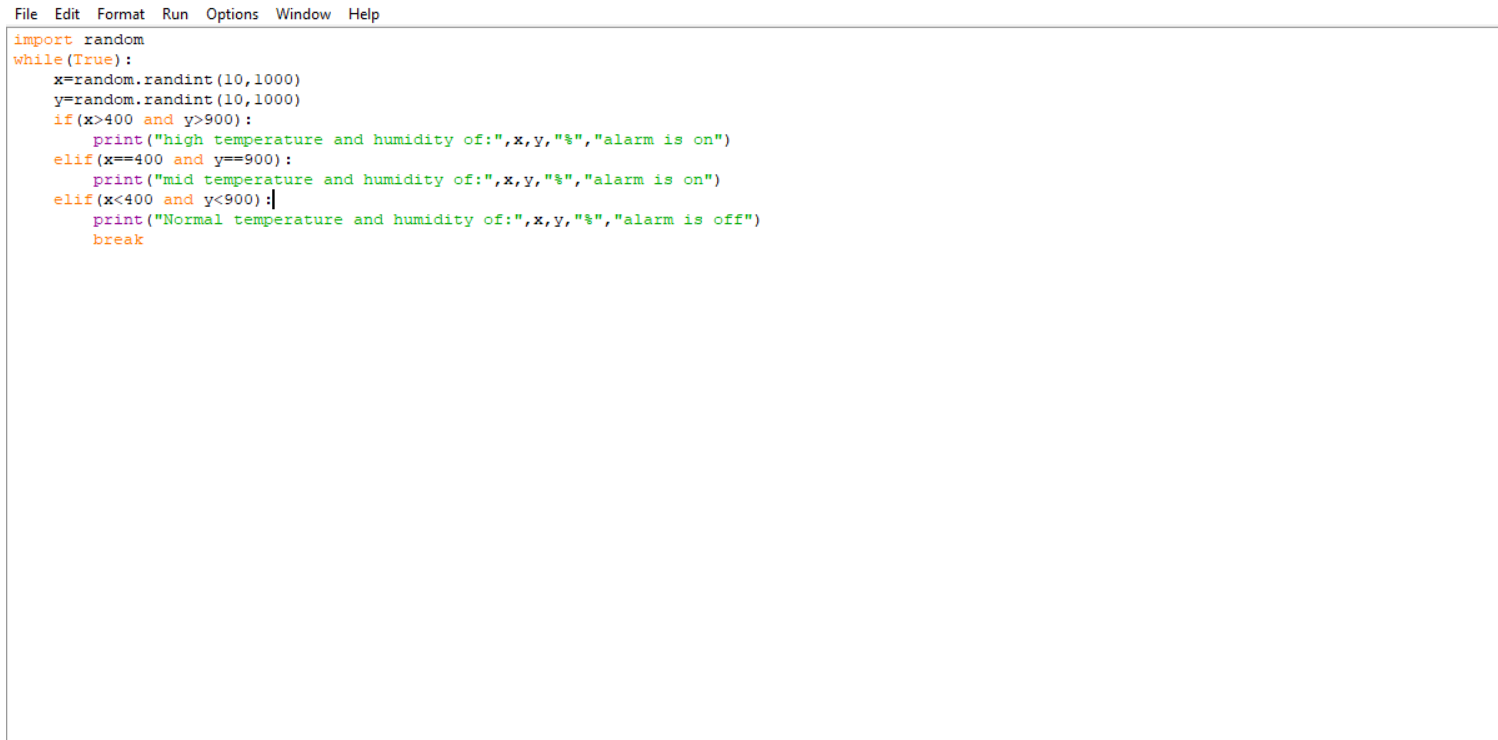 File Edit Format Run Options Window Help
import random
while(True):
    x=random.randint(10,1000)
    y=random.randint(10,1000)
    if(x>400 and y>900):
        print("high temperature and humidity of:",x,y,"%","alarm is on")
    elif(x==400 and y==900):
        print("mid temperature and humidity of:",x,y,"%","alarm is on")
    elif(x<400 and y<900):
        print("Normal temperature and humidity of:",x,y,"%","alarm is off")
        break